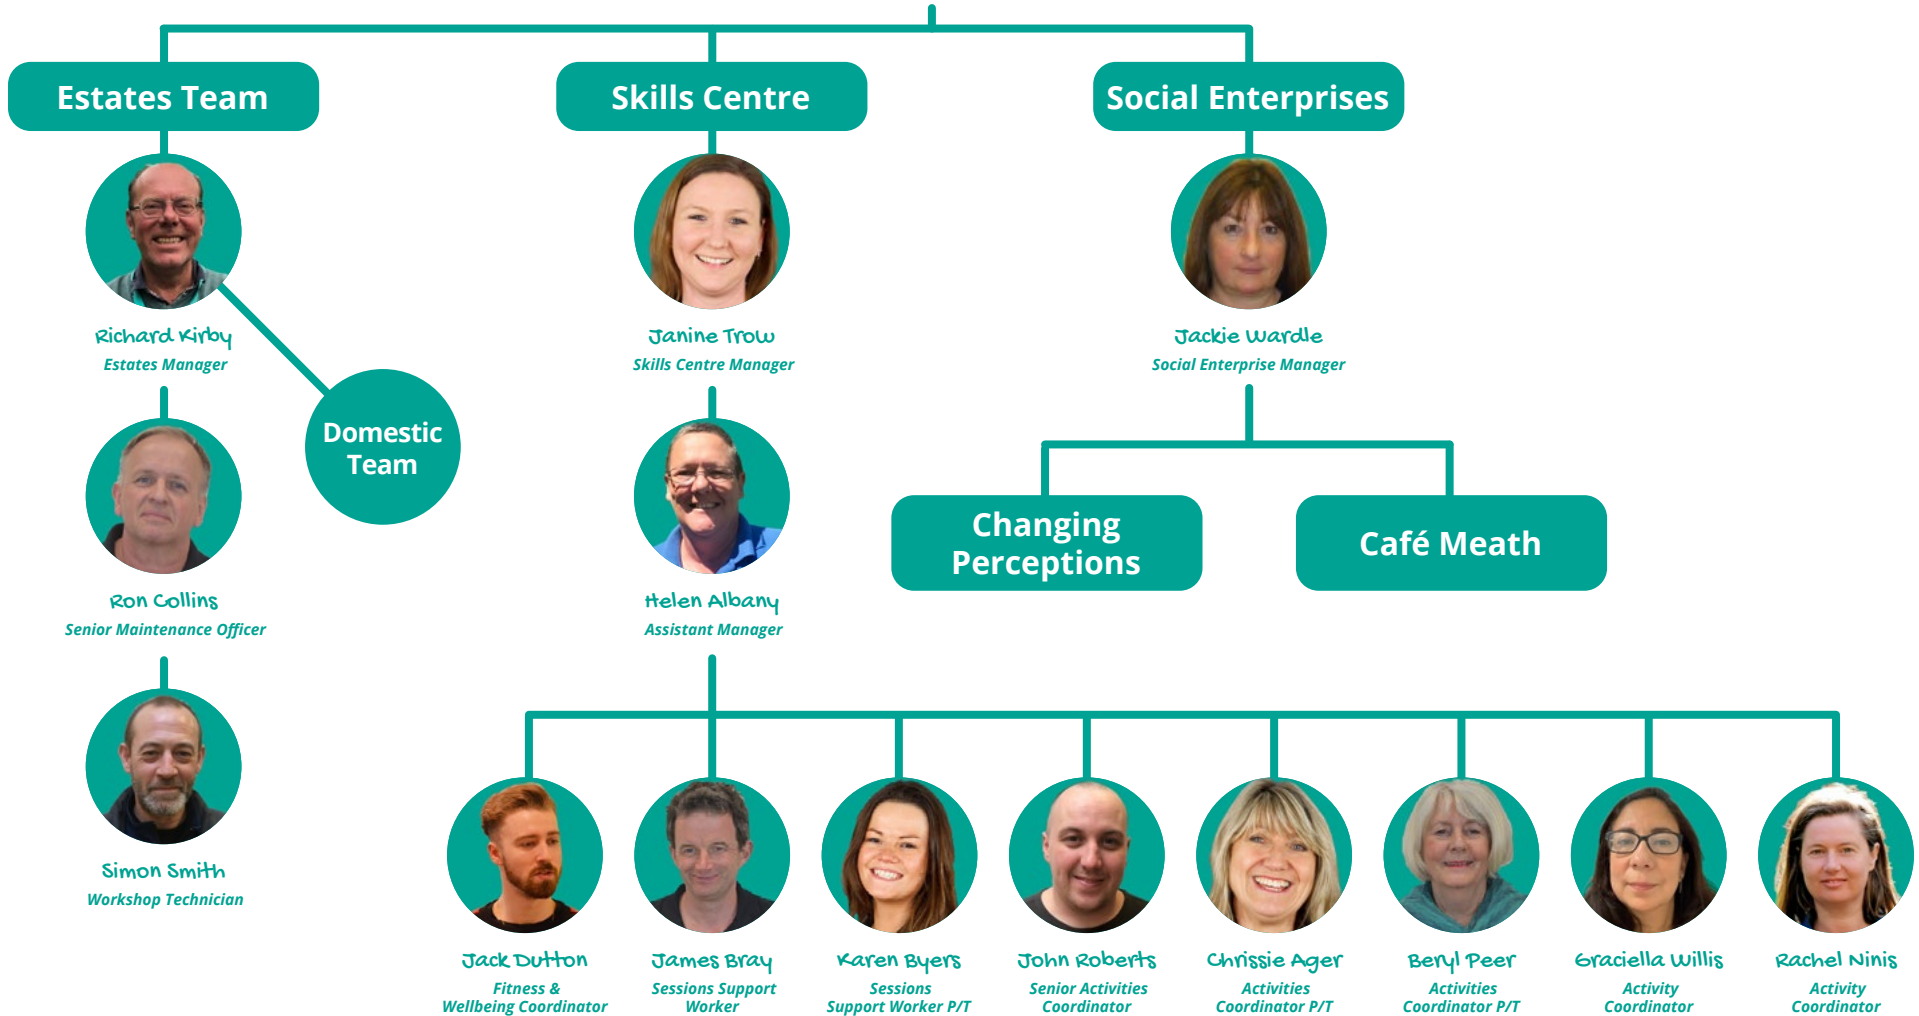 Estates Team
Skills Centre
Social Enterprises
Richard Kirby
Estates Manager
Janine Trow
Skills Centre Manager
Jackie Wardle
Social Enterprise Manager
Domestic
Team
Ron Collins
Senior Maintenance Officer
Helen Albany
Assistant Manager
Changing
Perceptions
Café Meath
Simon Smith
Workshop Technician
Jack Dutton
Fitness &
Wellbeing Coordinator
James Bray
Sessions Support
Worker
Karen Byers
Sessions
Support Worker P/T
John Roberts
Senior Activities
Coordinator
Chrissie Ager
Activities
Coordinator P/T
Beryl Peer
Activities
Coordinator P/T
Graciella Willis
Activity
Coordinator
Rachel Ninis
Activity
Coordinator